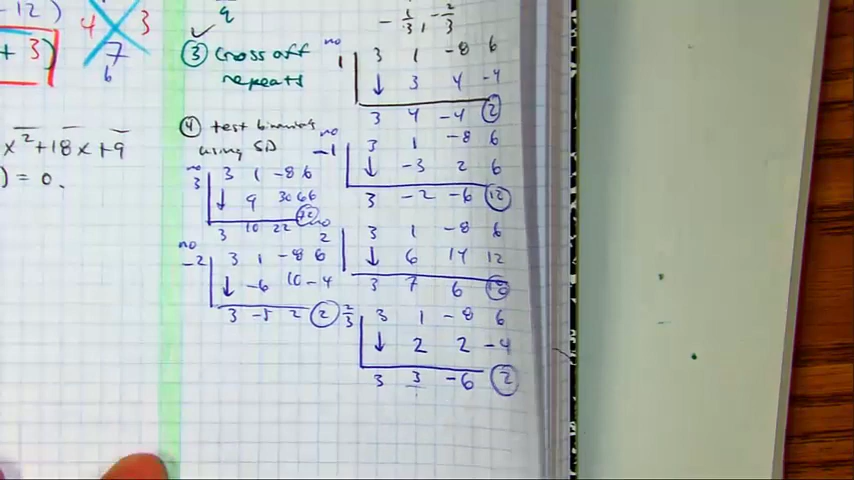 -12)
+ 3)
4 3
7
6
x²+18x+9
) = 0.
q
③ Cross off
repeats
④ test binomials
using SD
no
3 3 1 -8 6
↓ 9 30 66
3 10 22
no
-2 3 1 -8 6
↓ -6 10 -4
3 -5 2 2
- 1/3, - 2/3
no
1 3 1 -8 6
↓ 3 4 -4
3 4 -4 2
no
-1 3 1 -8 6
↓ -3 2 6
3 -2 -6 12
no
2 3 1 -8 6
↓ 6 14 12
3 7 6
2/3 3 1 -8 6
↓ 2 2 -4
3 3 -6 2